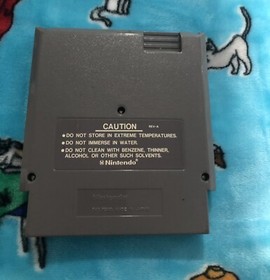 CAUTION REV-A
•DO NOT STORE IN EXTREME TEMPERATURES.
•DO NOT IMMERSE IN WATER.
•DO NOT CLEAN WITH BENZENE, THINNER,
ALCOHOL OR OTHER SUCH SOLVENTS.
Nintendo